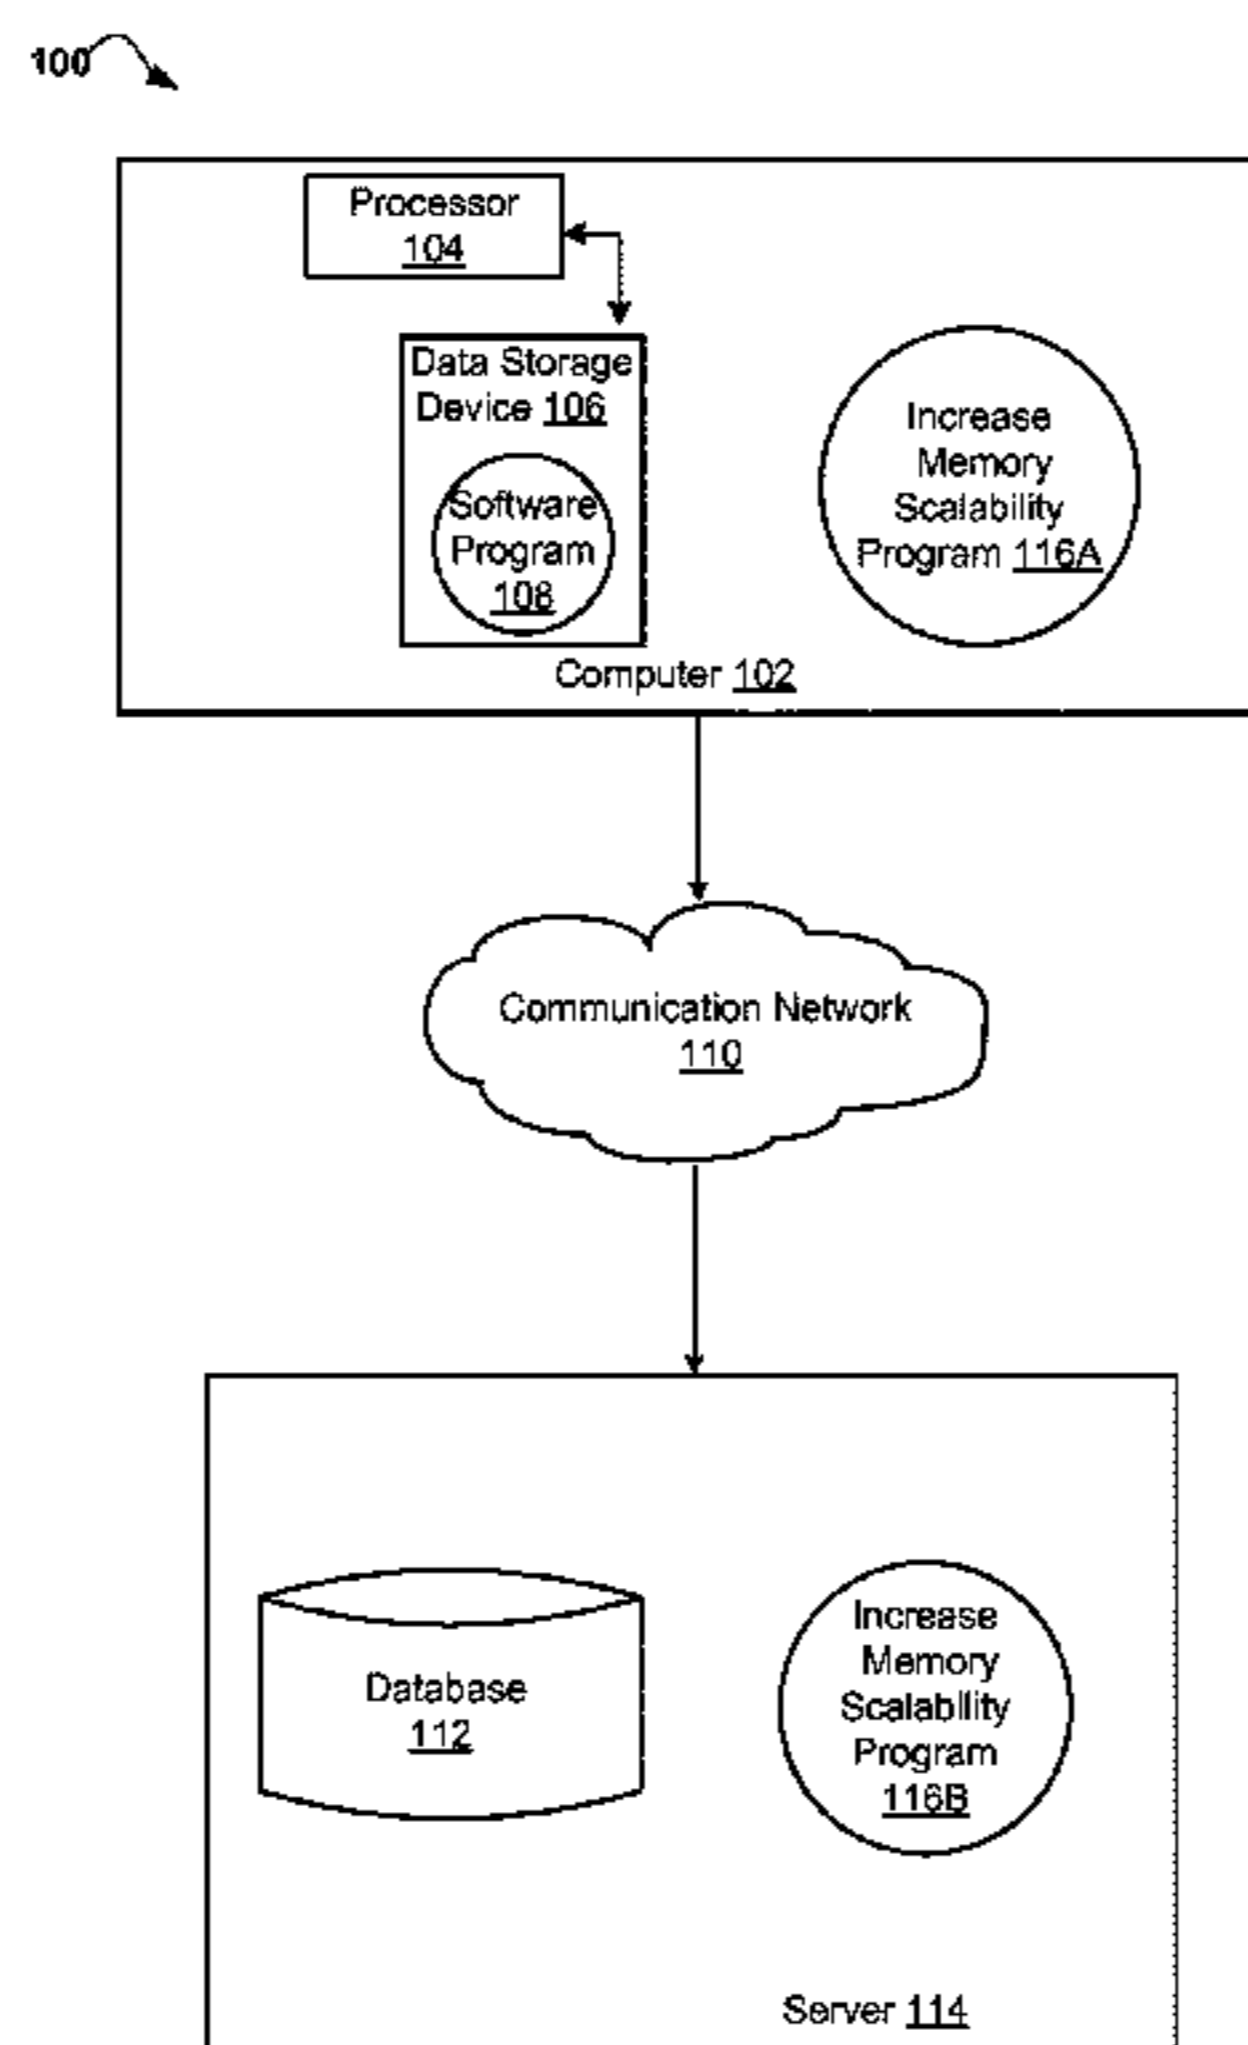 100
Processor
104
Data Storage
Device 106
Software
Program
108
Increase
Memory
Scalability
Program 116A
Computer 102
Communication Network
110
Database
112
Increase
Memory
Scalability
Program
116B
Server 114